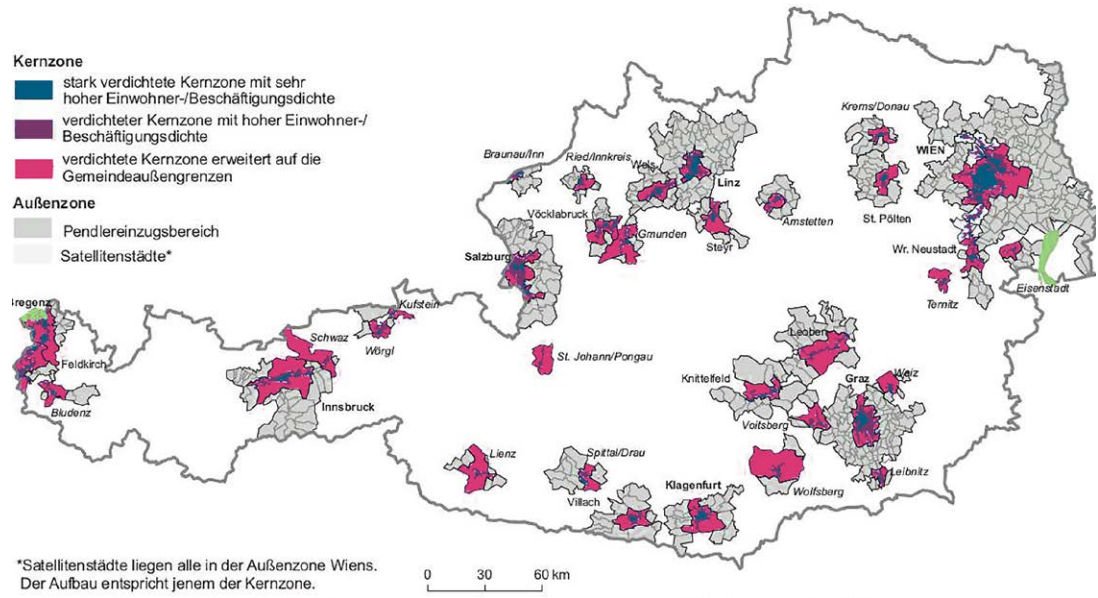 Kernzone
stark verdichtete Kernzone mit sehr
hoher Einwohner-/Beschäftigungsdichte
verdichteter Kernzone mit hoher Einwohner-/
Beschäftigungsdichte
verdichtete Kernzone erweitert auf die
Gemeindeaußengrenzen
Außenzone
Pendlereinzugsbereich
Satellitenstädte*
Krems/Donau
WIEN
Braunau/Inn
Ried/Innkreis
Wels
Linz
Vöcklabruck
Amstetten
St. Pölten
Gmunden
Steyr
Wr. Neustadt
Salzburg
Eisenstadt
Ternitz
Bregenz
Kufstein
Schwaz
Leoben
Wörgl
Feldkirch
St. Johann/Pongau
Graz
Weiz
Knittelfeld
Innsbruck
Bludenz
Voitsberg
Lienz
Spittal/Drau
Leibnitz
Klagenfurt
Wolfsberg
Villach
*Satellitenstädte liegen alle in der Außenzone Wiens.
Der Aufbau entspricht jenem der Kernzone.
0 30 60 km